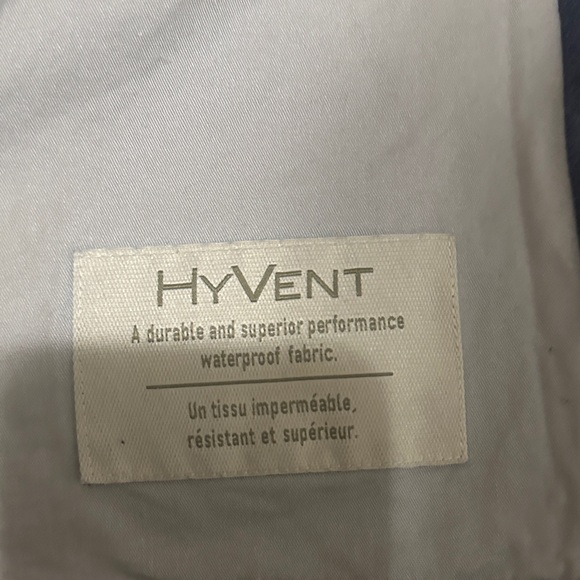 HYVENT
A durable and superior performance
waterproof fabric.
Un tissu imperméable,
résistant et supérieur.